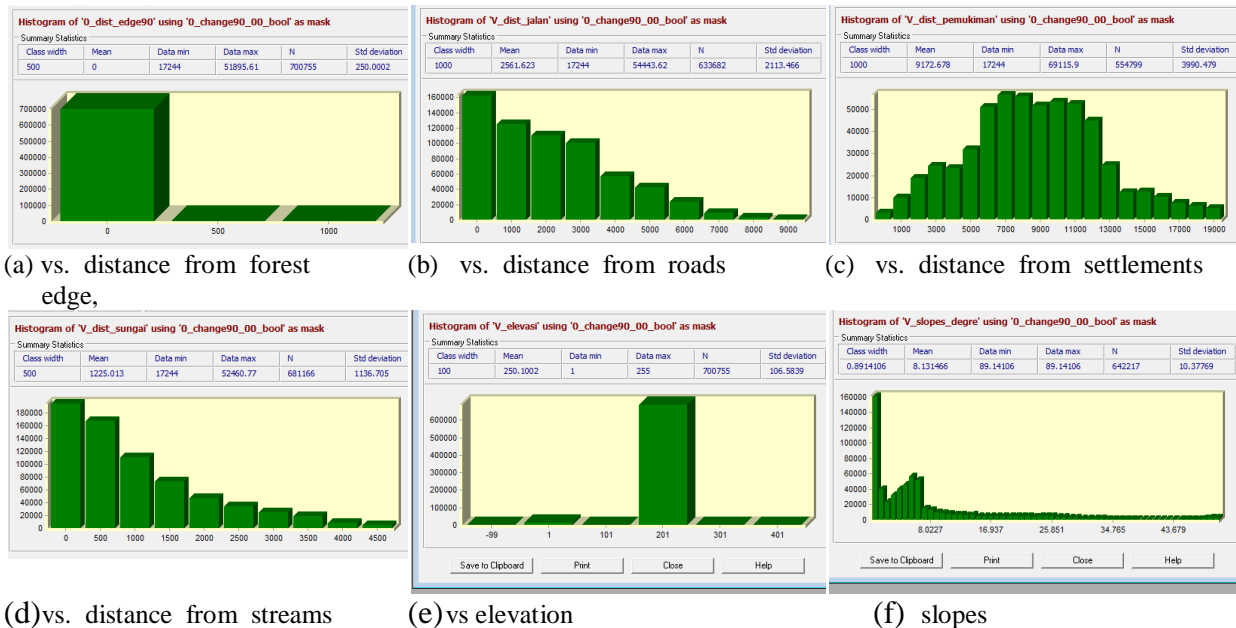 Histogram of '0_dist_edge90' using '0_change90_00_bool' as mask
Summary Statistics
Class width Mean Data min Data max N Std deviation
500 0 17244 51895.61 700755 250.0002
700000
600000
500000
400000
300000
200000
100000
0
0 500 1000
(a) vs. distance from forest
edge,
Histogram of 'V_dist_jalan' using '0_change90_00_bool' as mask
Summary Statistics
Class width Mean Data min Data max N Std deviation
1000 2561.623 17244 54443.62 633682 2113.466
160000
140000
120000
100000
80000
60000
40000
20000
0
0 1000 2000 3000 4000 5000 6000 7000 8000 9000
(b) vs. distance from roads
Histogram of 'V_dist_pemukiman' using '0_change90_00_bool' as mask
Summary Statistics
Class width Mean Data min Data max N Std deviation
1000 9172.678 17244 69115.9 554799 3990.479
50000
40000
30000
20000
10000
0
1000 3000 5000 7000 9000 11000 13000 15000 17000 19000
(c) vs. distance from settlements
Histogram of 'V_dist_sungai' using '0_change90_00_bool' as mask
Summary Statistics
Class width Mean Data min Data max N Std deviation
500 1225.013 17244 52460.77 681166 1136.705
180000
160000
140000
120000
100000
80000
60000
40000
20000
0
0 500 1000 1500 2000 2500 3000 3500 4000 4500
(d) vs. distance from streams
Histogram of 'V_elevasi' using '0_change90_00_bool' as mask
Summary Statistics
Class width Mean Data min Data max N Std deviation
100 250.1002 1 255 700755 106.5839
600000
500000
400000
300000
200000
100000
0
-99 1 101 201 301 401
Save to Clipboard Print Close Help
(e) vs elevation
Histogram of 'V_slopes_degre' using '0_change90_00_bool' as mask
Summary Statistics
Class width Mean Data min Data max N Std deviation
0.8914106 8.131466 89.14106 89.14106 642217 10.37769
160000
140000
120000
100000
80000
60000
40000
20000
0
8.0227 16.937 25.851 34.765 43.679
Save to Clipboard Print Close Help
(f) slopes